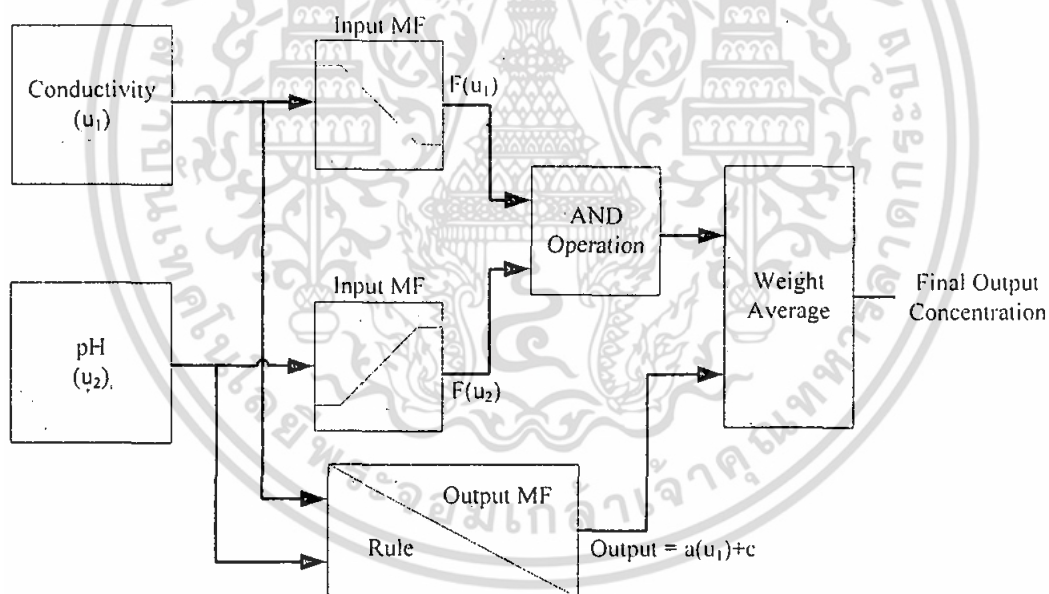 Input MF
Conductivity
(u₁)
F(u₁)
AND
Operation
Input MF
pH
(u₂)
F(u₂)
Weight
Average
Final Output
Concentration
Output MF
Rule
Output = a(u₁)+c